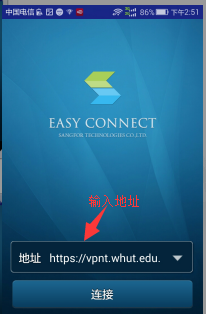 中国电信 86% 下午2:51
EASY CONNECT
SANGFOR TECHNOLOGIES CO.,LTD
输入地址
地址 https://vpnt.whut.edu.
连接